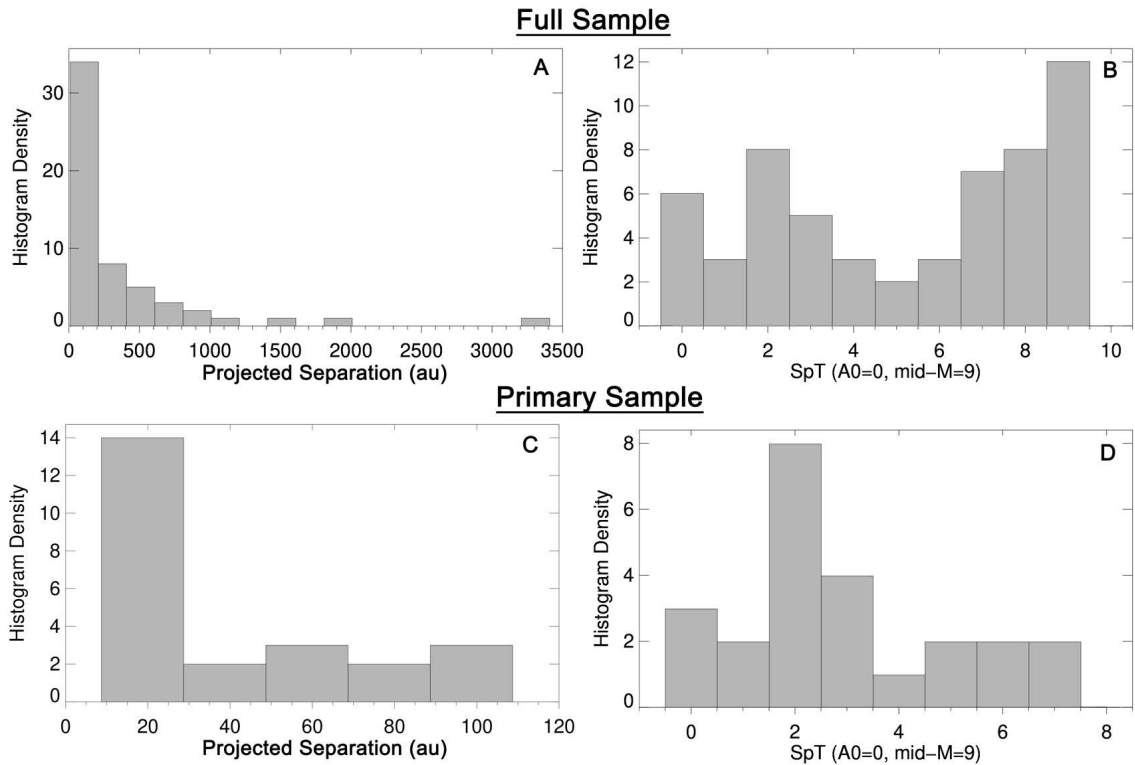 Full Sample
A
Histogram Density
30
20
10
0
0 500 1000 1500 2000 2500 3000 3500
Projected Separation (au)
B
Histogram Density
12
10
8
6
4
2
0
0 2 4 6 8 10
SpT (A0=0, mid−M=9)
Primary Sample
C
Histogram Density
14
12
10
8
6
4
2
0
0 20 40 60 80 100 120
Projected Separation (au)
D
Histogram Density
8
6
4
2
0
0 2 4 6 8
SpT (A0=0, mid−M=9)